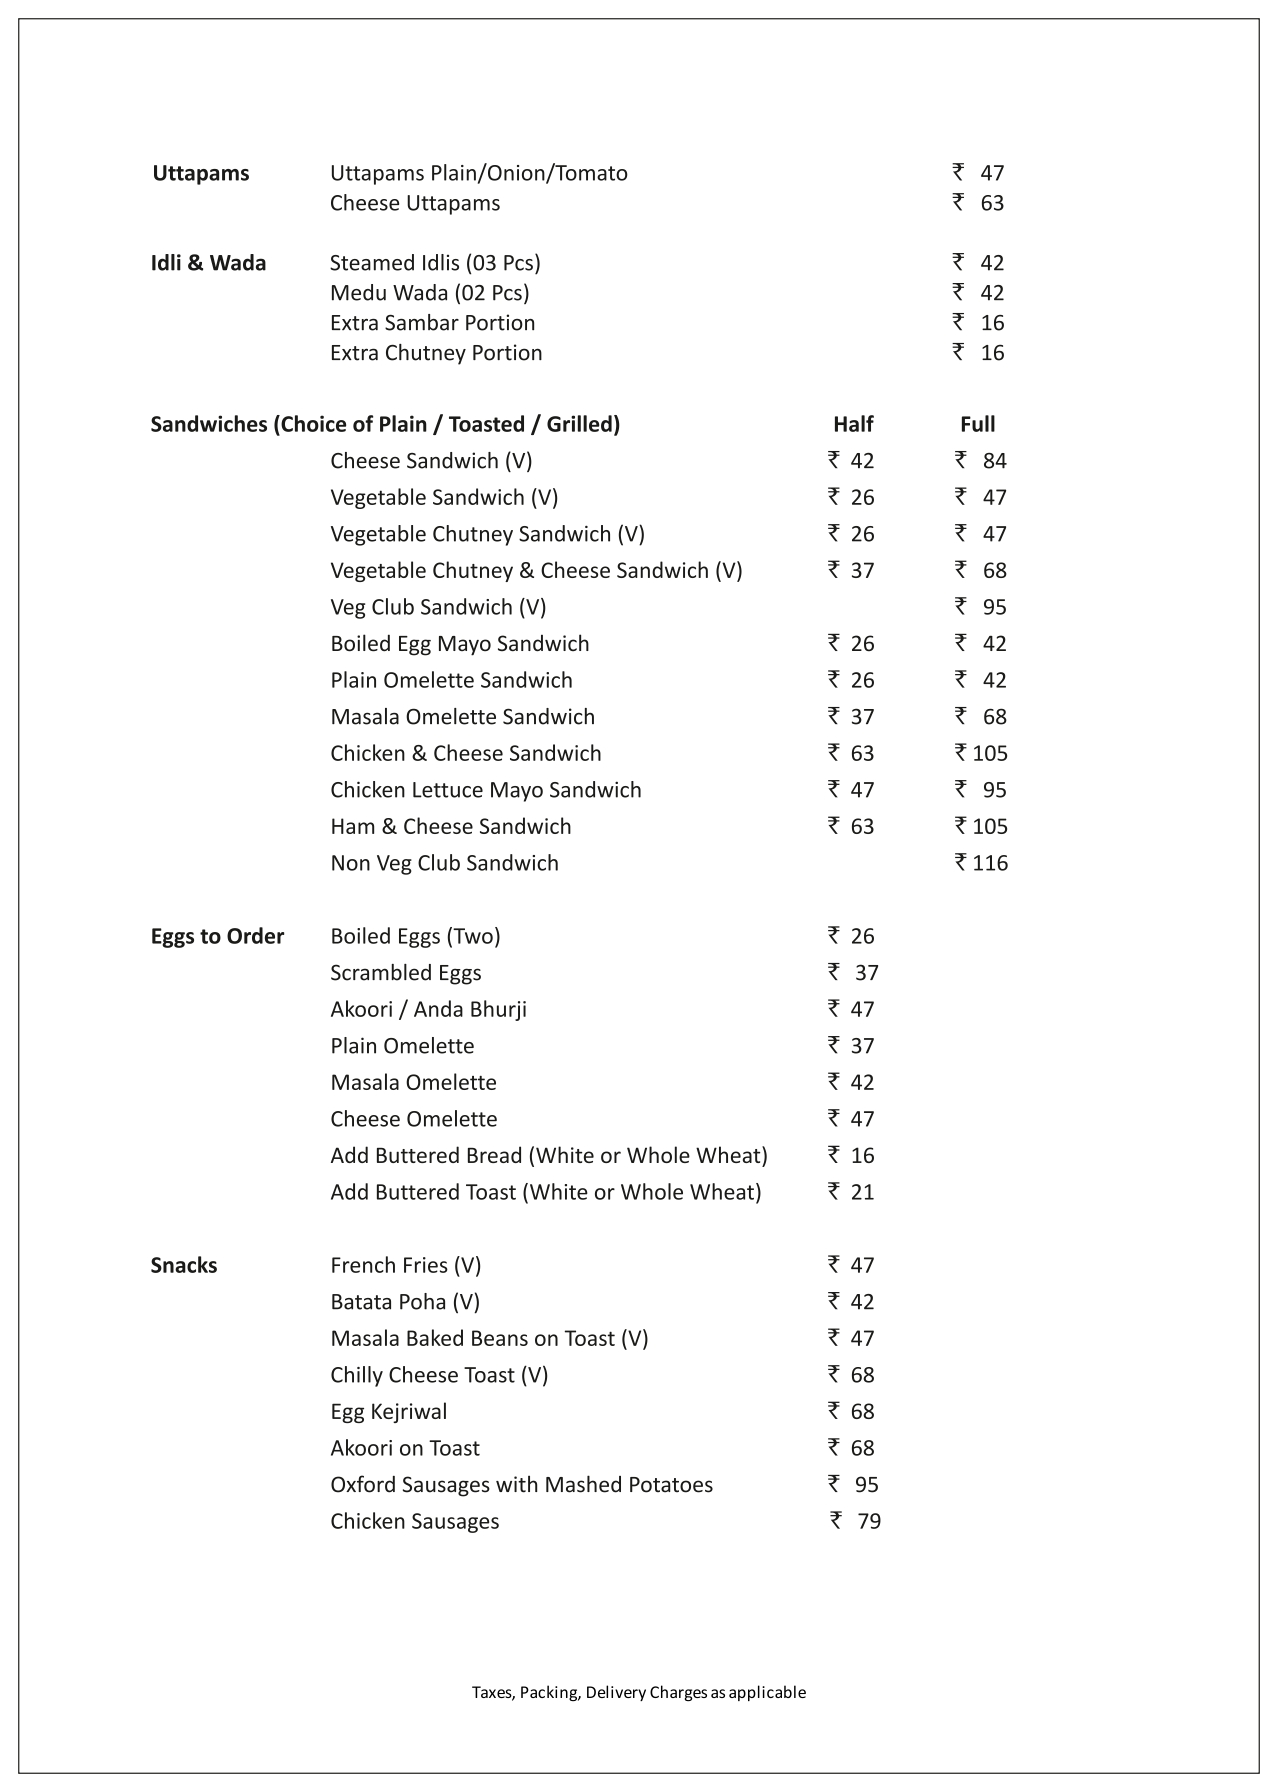 Uttapams Uttapams Plain/Onion/Tomato ₹ 47
Cheese Uttapams ₹ 63
Idli & Wada Steamed Idlis (03 Pcs) ₹ 42
Medu Wada (02 Pcs) ₹ 42
Extra Sambar Portion ₹ 16
Extra Chutney Portion ₹ 16
Sandwiches (Choice of Plain / Toasted / Grilled) Half Full
Cheese Sandwich (V) ₹ 42 ₹ 84
Vegetable Sandwich (V) ₹ 26 ₹ 47
Vegetable Chutney Sandwich (V) ₹ 26 ₹ 47
Vegetable Chutney & Cheese Sandwich (V) ₹ 37 ₹ 68
Veg Club Sandwich (V) ₹ 95
Boiled Egg Mayo Sandwich ₹ 26 ₹ 42
Plain Omelette Sandwich ₹ 26 ₹ 42
Masala Omelette Sandwich ₹ 37 ₹ 68
Chicken & Cheese Sandwich ₹ 63 ₹ 105
Chicken Lettuce Mayo Sandwich ₹ 47 ₹ 95
Ham & Cheese Sandwich ₹ 63 ₹ 105
Non Veg Club Sandwich ₹ 116
Eggs to Order Boiled Eggs (Two) ₹ 26
Scrambled Eggs ₹ 37
Akoori / Anda Bhurji ₹ 47
Plain Omelette ₹ 37
Masala Omelette ₹ 42
Cheese Omelette ₹ 47
Add Buttered Bread (White or Whole Wheat) ₹ 16
Add Buttered Toast (White or Whole Wheat) ₹ 21
Snacks French Fries (V) ₹ 47
Batata Poha (V) ₹ 42
Masala Baked Beans on Toast (V) ₹ 47
Chilly Cheese Toast (V) ₹ 68
Egg Kejriwal ₹ 68
Akoori on Toast ₹ 68
Oxford Sausages with Mashed Potatoes ₹ 95
Chicken Sausages ₹ 79
Taxes, Packing, Delivery Charges as applicable